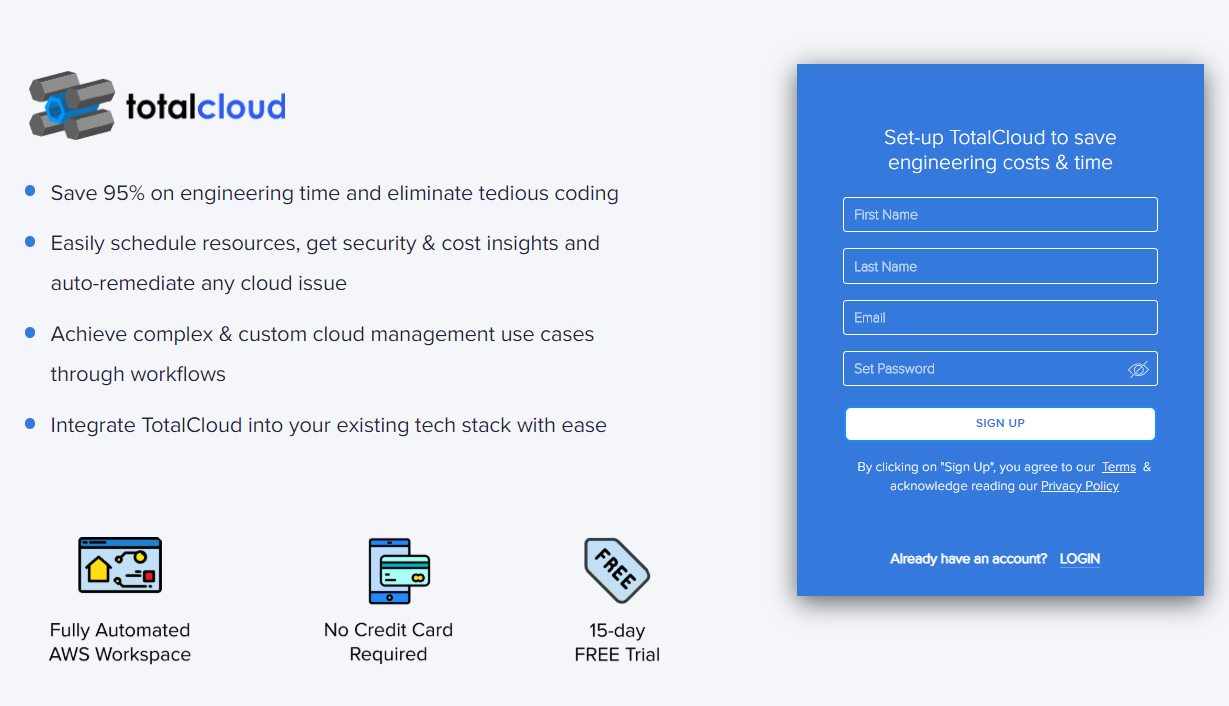 totalcloud
Save 95% on engineering time and eliminate tedious coding
Easily schedule resources, get security & cost insights and
auto-remediate any cloud issue
Achieve complex & custom cloud management use cases
through workflows
Integrate TotalCloud into your existing tech stack with ease
FREE
Fully Automated
AWS Workspace
No Credit Card
Required
15-day
FREE Trial
Set-up TotalCloud to save
engineering costs & time
First Name
Last Name
Email
Set Password
SIGN UP
By clicking on "Sign Up", you agree to our Terms &
acknowledge reading our Privacy Policy
Already have an account? LOGIN